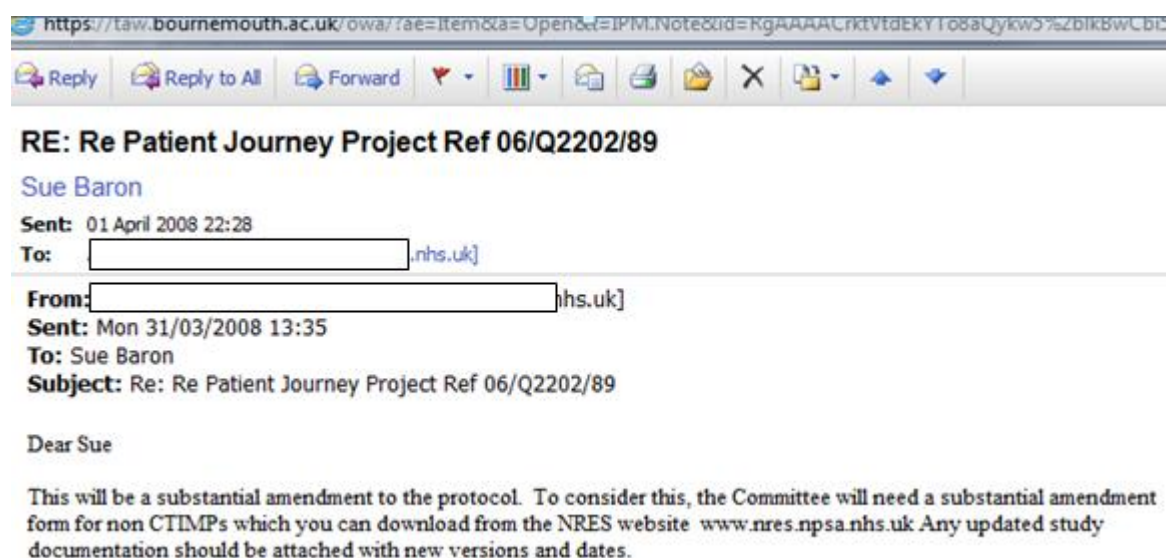 https://taw.bournemouth.ac.uk/owa/?ae=Item&a=Open&t=IPM.Note&id=
Reply Reply to All Forward
RE: Re Patient Journey Project Ref 06/Q2202/89
Sue Baron
Sent: 01 April 2008 22:28
To: .nhs.uk]
From: hs.uk]
Sent: Mon 31/03/2008 13:35
To: Sue Baron
Subject: Re: Re Patient Journey Project Ref 06/Q2202/89
Dear Sue
This will be a substantial amendment to the protocol. To consider this, the Committee will need a substantial amendment
form for non CTIMPs which you can download from the NRES website www.nres.npsa.nhs.uk Any updated study
documentation should be attached with new versions and dates.